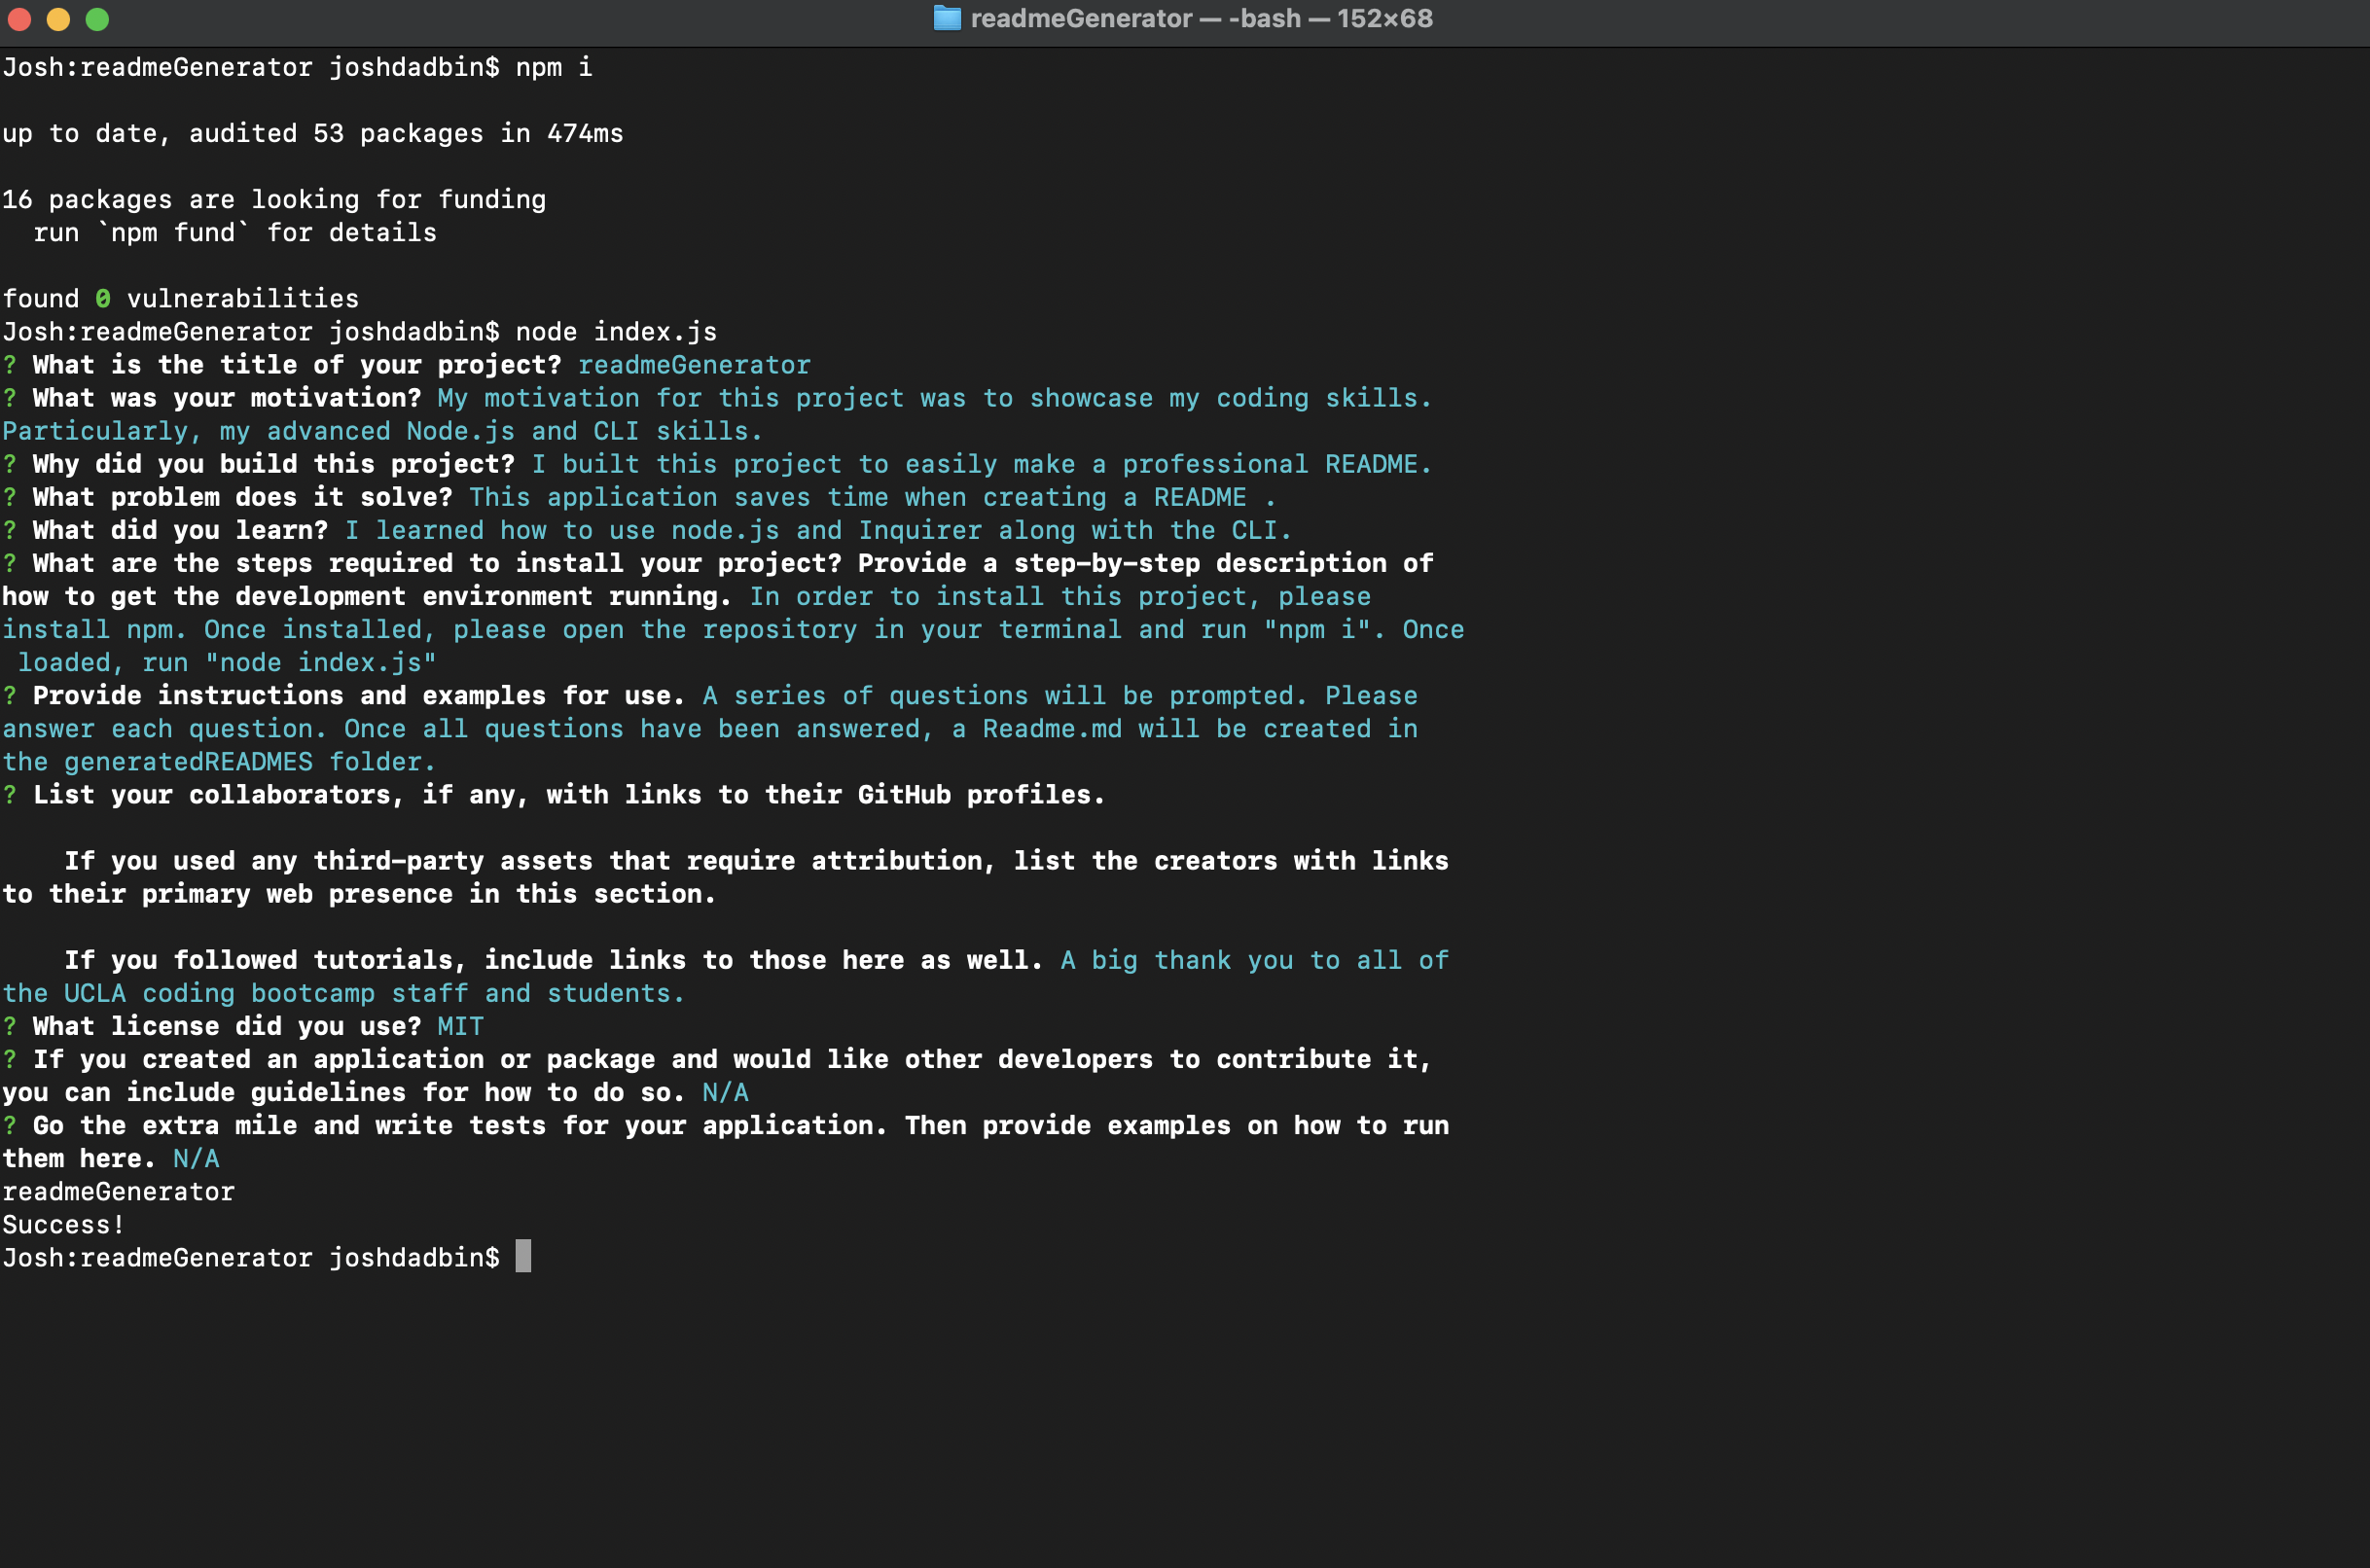 readmeGenerator — -bash — 152×68
Josh:readmeGenerator joshdadbin$ npm i
up to date, audited 53 packages in 474ms
16 packages are looking for funding
  run `npm fund` for details
found 0 vulnerabilities
Josh:readmeGenerator joshdadbin$ node index.js
? What is the title of your project? readmeGenerator
? What was your motivation? My motivation for this project was to showcase my coding skills.
Particularly, my advanced Node.js and CLI skills.
? Why did you build this project? I built this project to easily make a professional README.
? What problem does it solve? This application saves time when creating a README .
? What did you learn? I learned how to use node.js and Inquirer along with the CLI.
? What are the steps required to install your project? Provide a step-by-step description of
how to get the development environment running. In order to install this project, please
install npm. Once installed, please open the repository in your terminal and run "npm i". Once
 loaded, run "node index.js"
? Provide instructions and examples for use. A series of questions will be prompted. Please
answer each question. Once all questions have been answered, a Readme.md will be created in
the generatedREADMES folder.
? List your collaborators, if any, with links to their GitHub profiles.
    If you used any third-party assets that require attribution, list the creators with links
to their primary web presence in this section.
    If you followed tutorials, include links to those here as well. A big thank you to all of
the UCLA coding bootcamp staff and students.
? What license did you use? MIT
? If you created an application or package and would like other developers to contribute it,
you can include guidelines for how to do so. N/A
? Go the extra mile and write tests for your application. Then provide examples on how to run
them here. N/A
readmeGenerator
Success!
Josh:readmeGenerator joshdadbin$